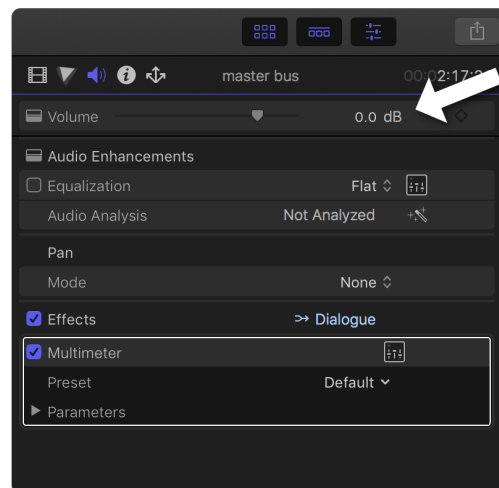 master bus
Volume 0.0 dB
Audio Enhancements
Equalization Flat
Audio Analysis Not Analyzed
Pan
Mode None
Effects Dialogue
Multimeter
Preset Default
Parameters